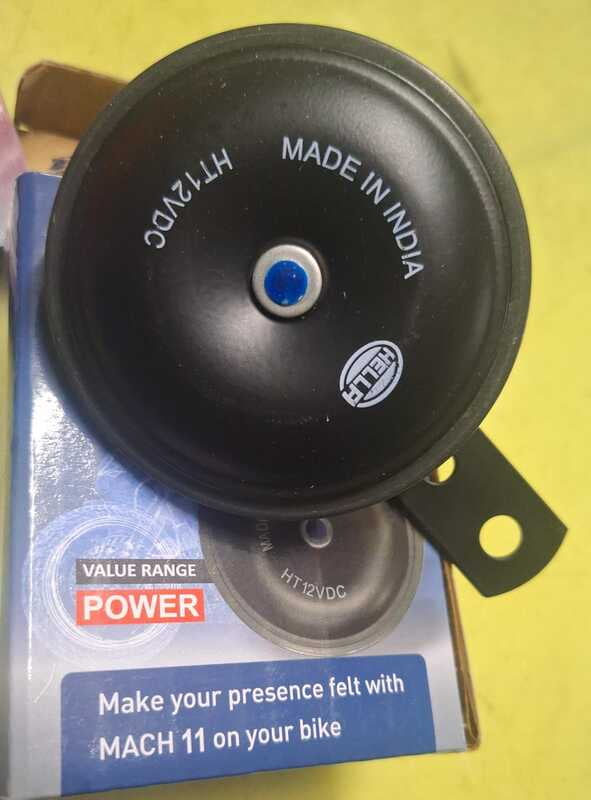 HT12VDC
MADE IN INDIA
HELLA
VALUE RANGE
POWER
MAD
HT12VDC
Make your presence felt with
MACH 11 on your bike